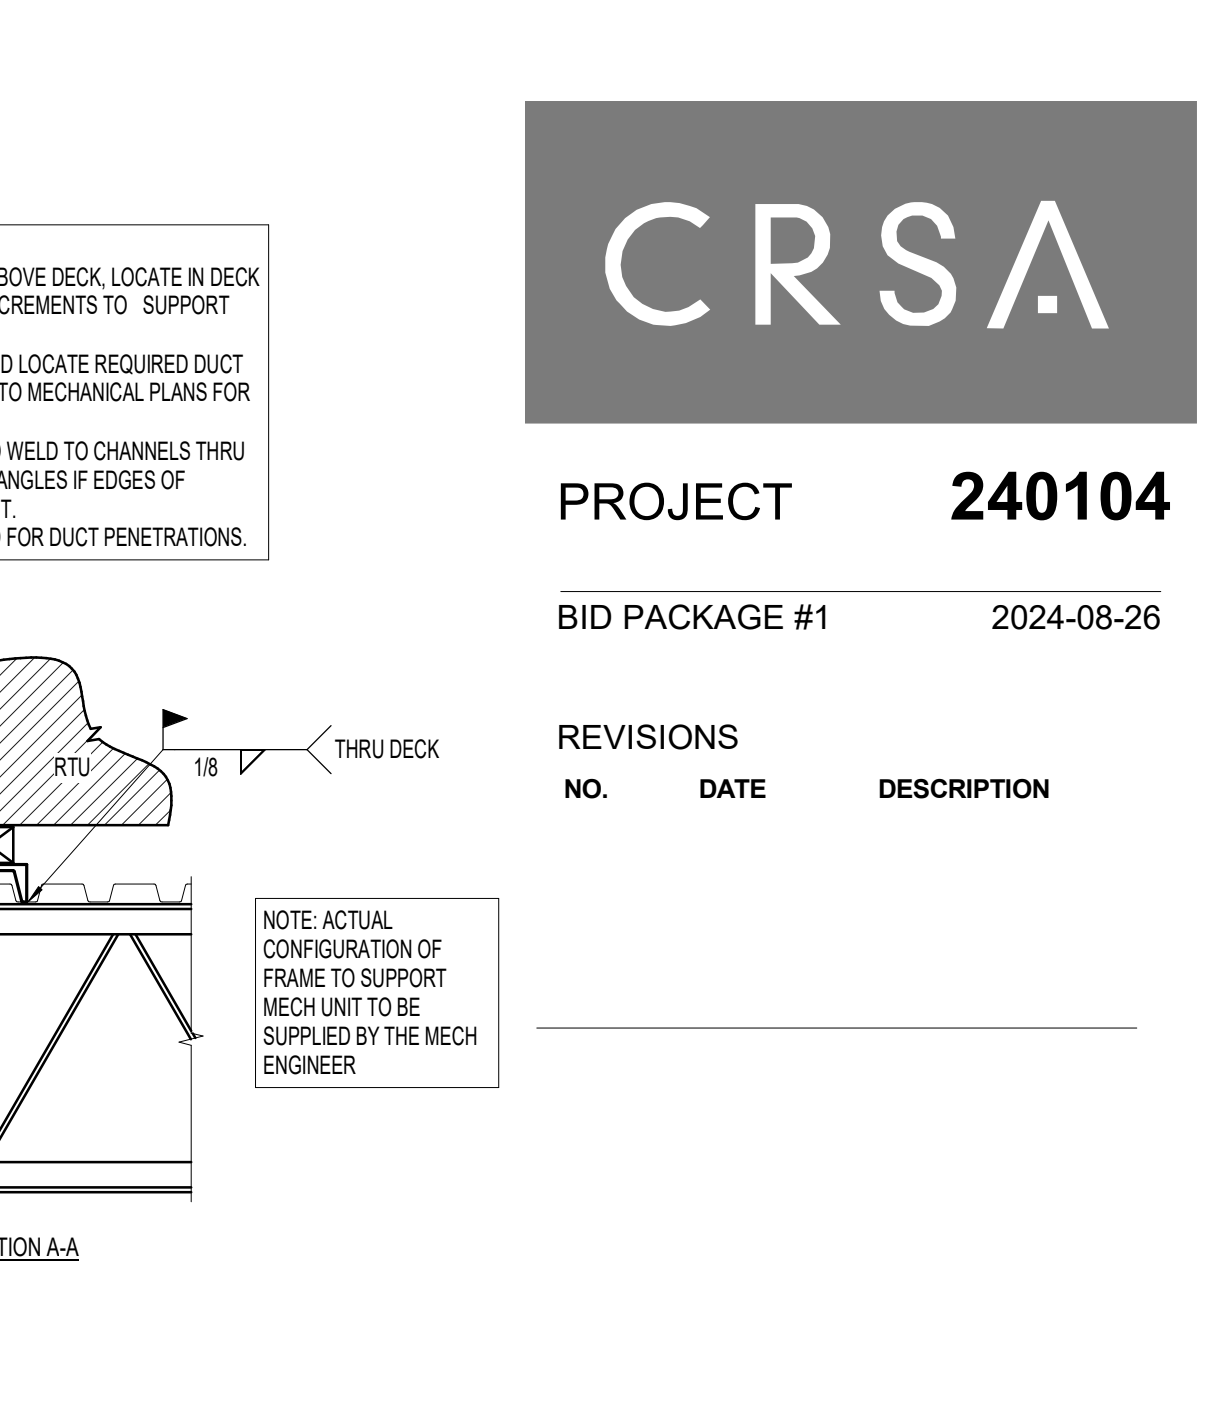 BOVE DECK, LOCATE IN DECK
CREMENTS TO SUPPORT
D LOCATE REQUIRED DUCT
TO MECHANICAL PLANS FOR
WELD TO CHANNELS THRU
ANGLES IF EDGES OF
T.
FOR DUCT PENETRATIONS.
RTU
1/8
THRU DECK
NOTE: ACTUAL
CONFIGURATION OF
FRAME TO SUPPORT
MECH UNIT TO BE
SUPPLIED BY THE MECH
ENGINEER
TION A-A
CRSA
PROJECT 240104
BID PACKAGE #1 2024-08-26
REVISIONS
NO. DATE DESCRIPTION